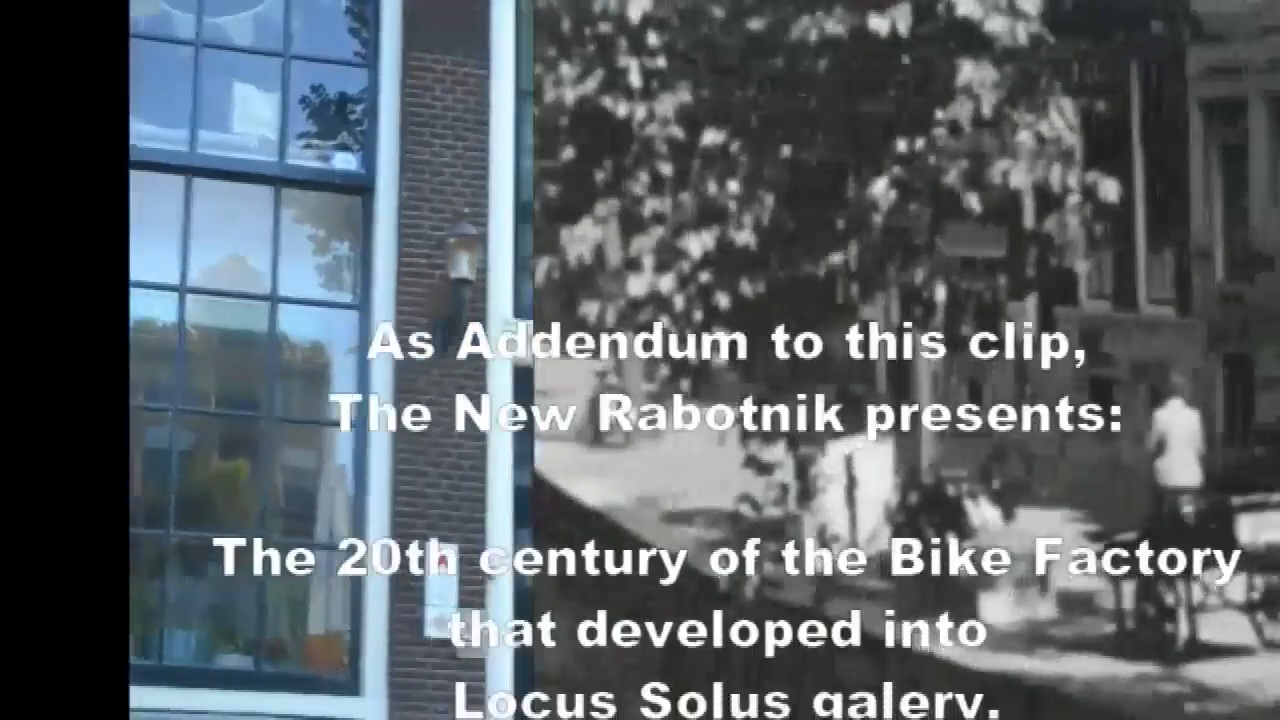 As Addendum to this clip,
The New Rabotnik presents:
The 20th century of the Bike Factory
that developed into
Locus Solus galery.